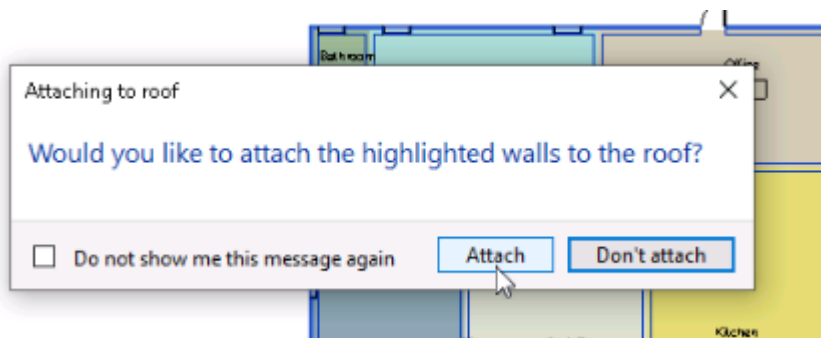 Bathroom
Office
Attaching to roof
Would you like to attach the highlighted walls to the roof?
Do not show me this message again
Attach
Don't attach
Kitchen